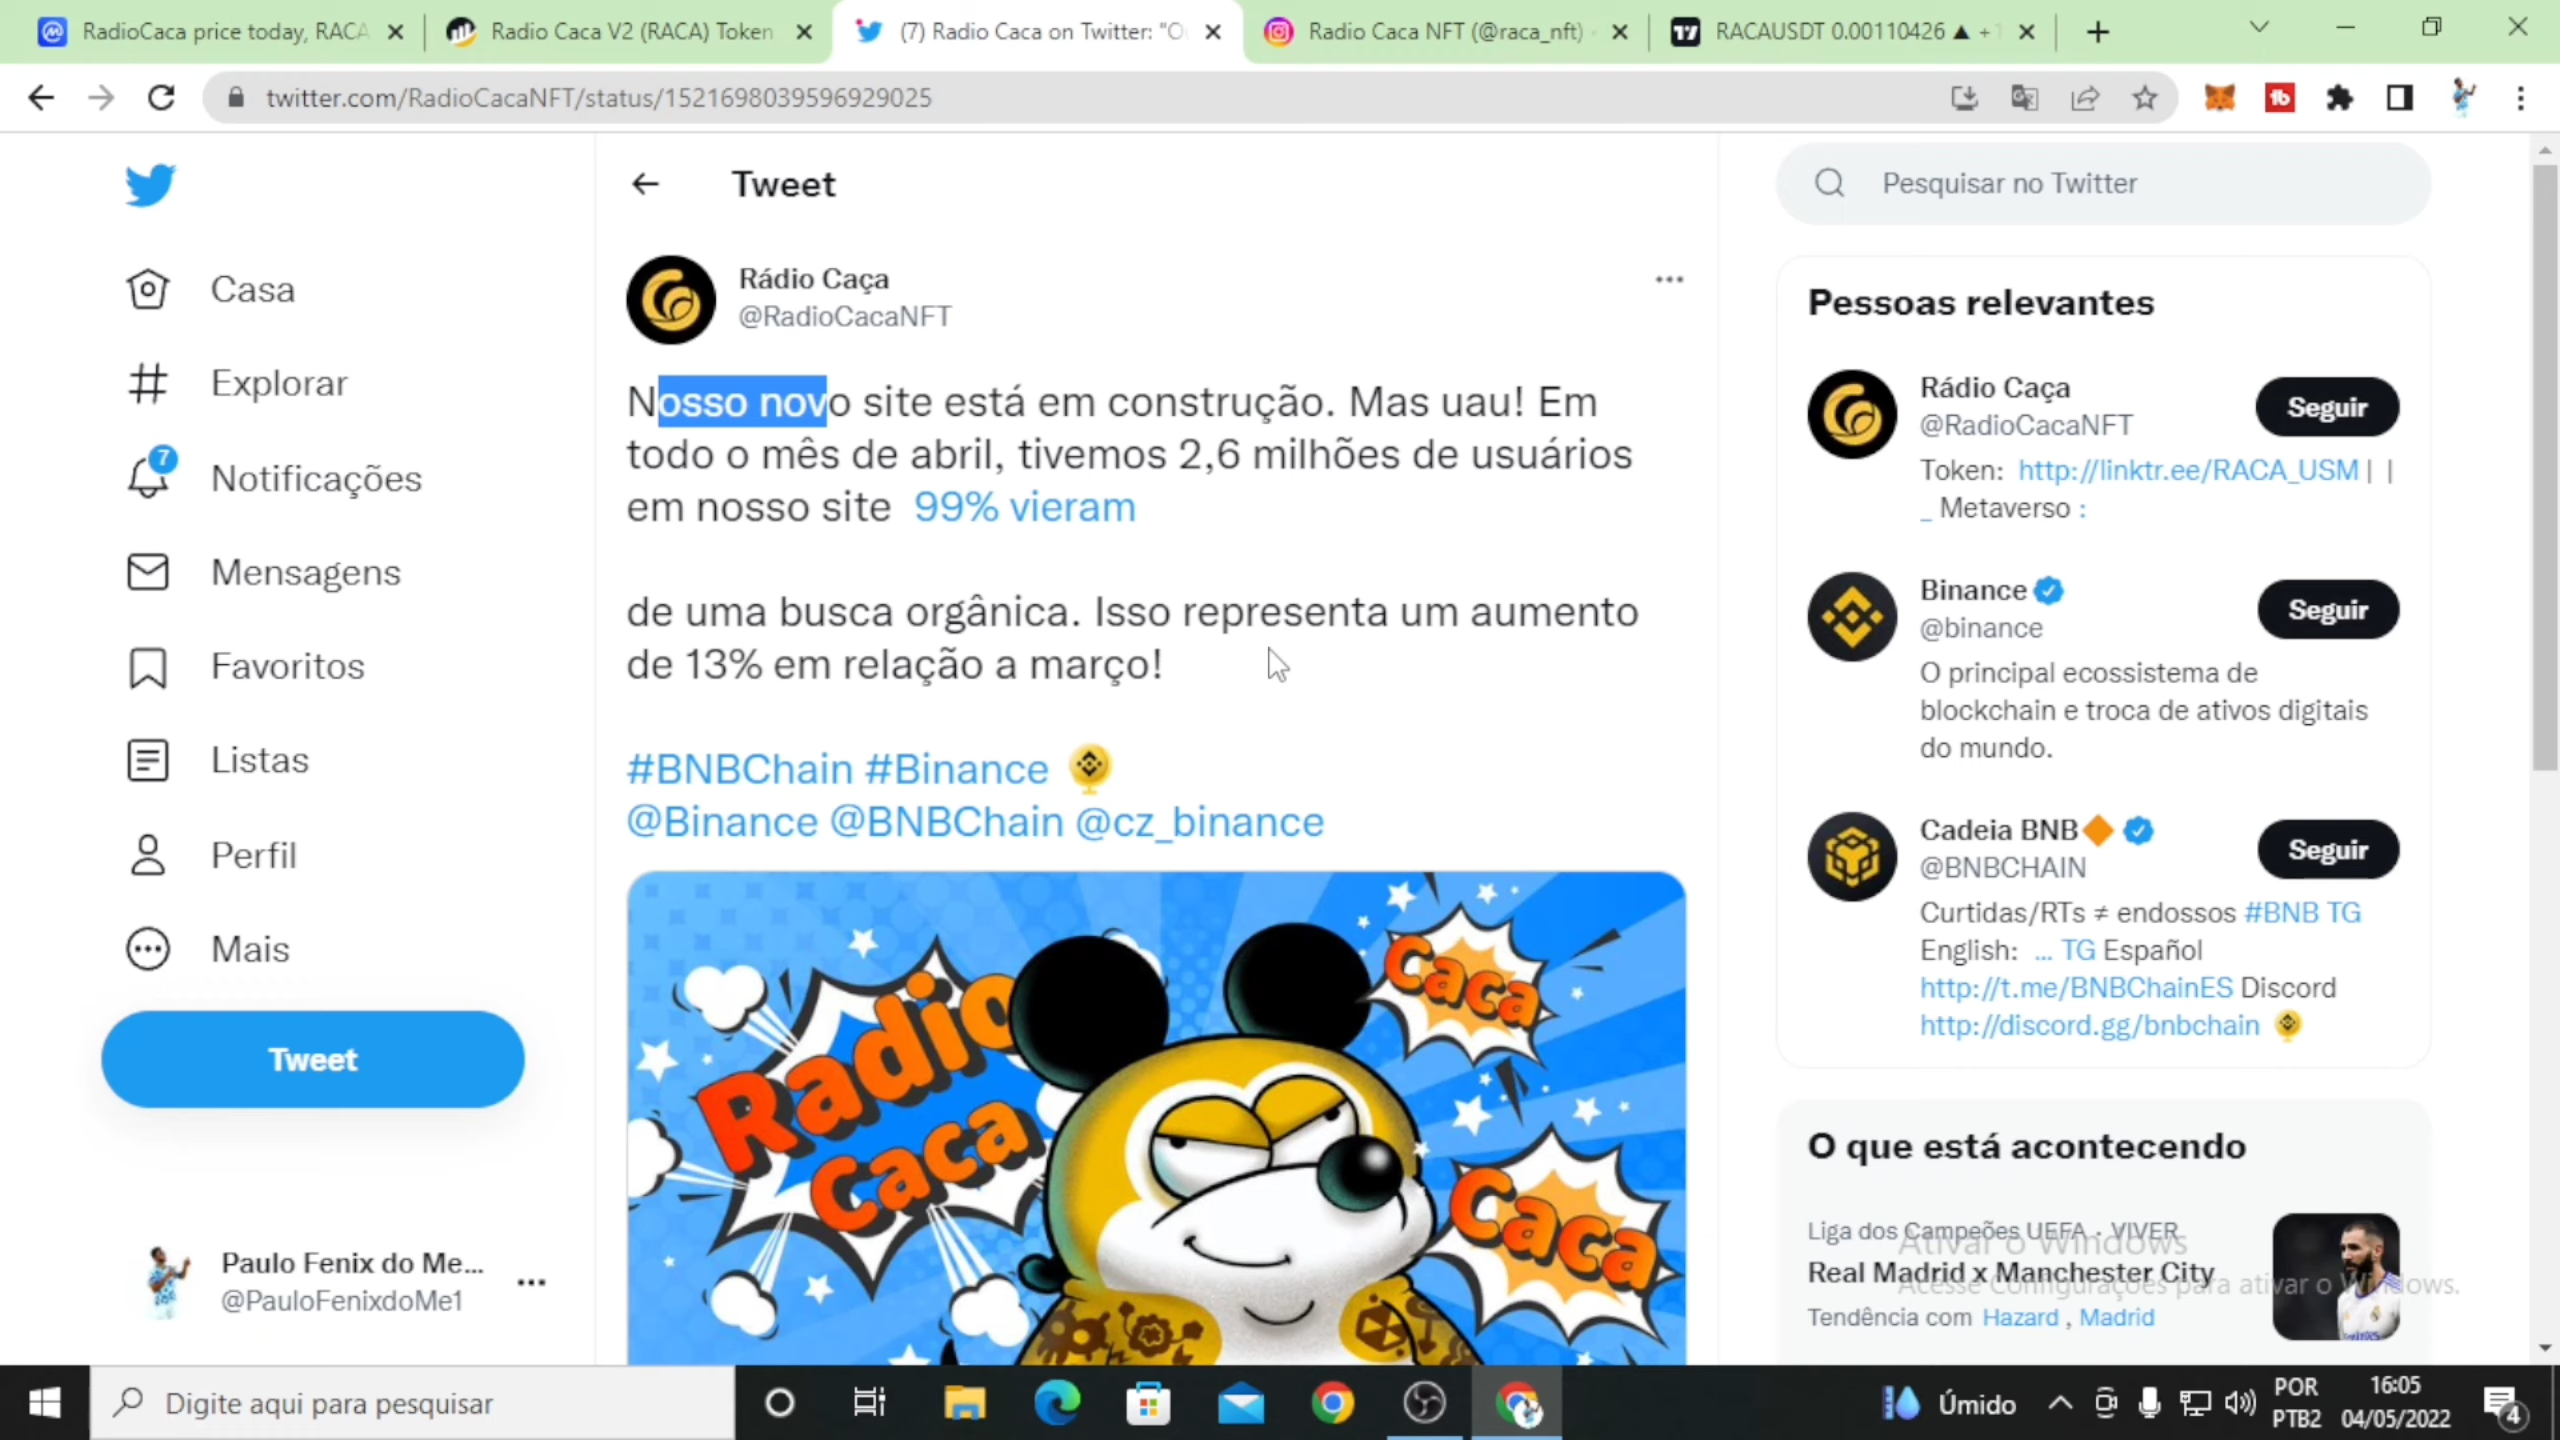 RadioCaca price today, RACA
Radio Caca V2 (RACA) Token
(7) Radio Caca on Twitter: "O
Radio Caca NFT (@raca_nft)
RACAUSDT 0.00110426 ▲ +
twitter.com/RadioCacaNFT/status/1521698039596929025
Casa
Explorar
7
Notificações
Mensagens
Favoritos
Listas
Perfil
Mais
Tweet
Paulo Fenix do Me...
@PauloFenixdoMe1
Tweet
Rádio Caça
@RadioCacaNFT
Nosso novo site está em construção. Mas uau! Em
todo o mês de abril, tivemos 2,6 milhões de usuários
em nosso site 99% vieram
de uma busca orgânica. Isso representa um aumento
de 13% em relação a março!
#BNBChain #Binance
@Binance @BNBChain @cz_binance
Radio
Caca
Caca
Caca
Pesquisar no Twitter
Pessoas relevantes
Rádio Caça
@RadioCacaNFT
Seguir
Token: http://linktr.ee/RACA_USM | |
_ Metaverso :
Binance
@binance
Seguir
O principal ecossistema de
blockchain e troca de ativos digitais
do mundo.
Cadeia BNB
@BNBCHAIN
Seguir
Curtidas/RTs ≠ endossos #BNB TG
English: ... TG Español
http://t.me/BNBChainES Discord
http://discord.gg/bnbchain
O que está acontecendo
Liga dos Campeões UEFA · VIVER
Real Madrid x Manchester City
Tendência com Hazard , Madrid
Ativar o Windows
Acesse Configurações para ativar o Windows.
Digite aqui para pesquisar
Úmido
POR
PTB2
16:05
04/05/2022
4